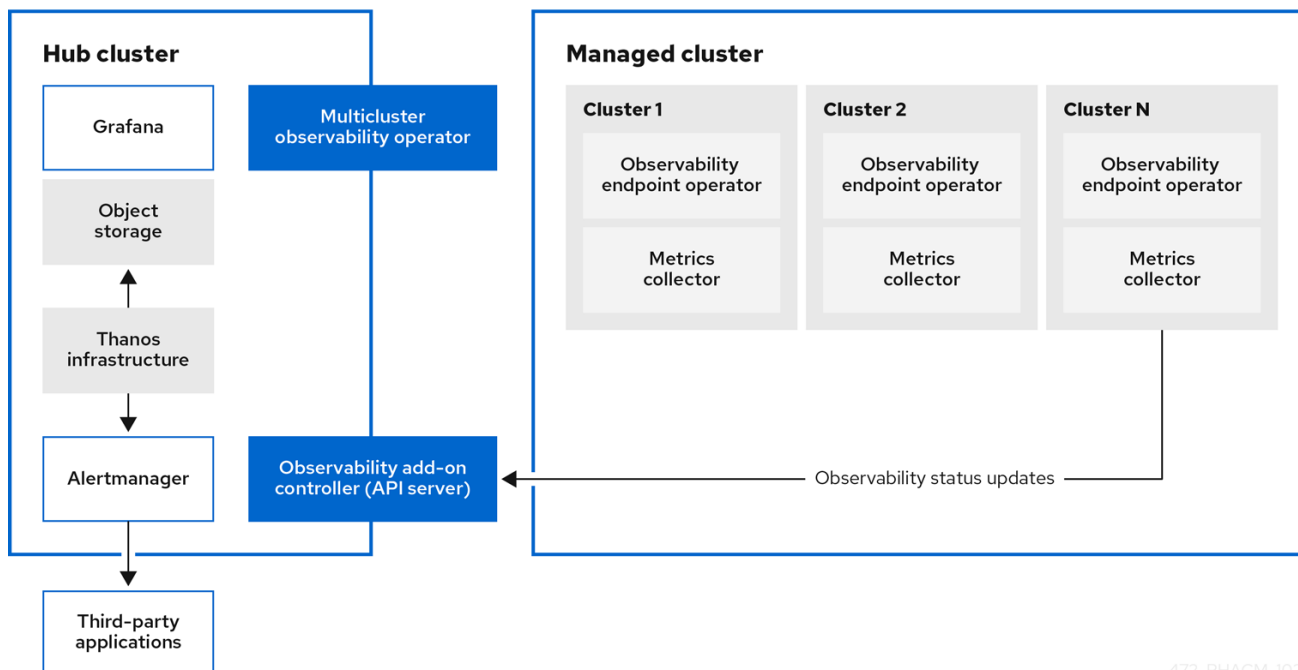 Hub cluster
Grafana
Object
storage
Thanos
infrastructure
Alertmanager
Third-party
applications
Multicluster
observability operator
Observability add-on
controller (API server)
Managed cluster
Cluster 1
Observability
endpoint operator
Metrics
collector
Cluster 2
Observability
endpoint operator
Metrics
collector
Cluster N
Observability
endpoint operator
Metrics
collector
Observability status updates